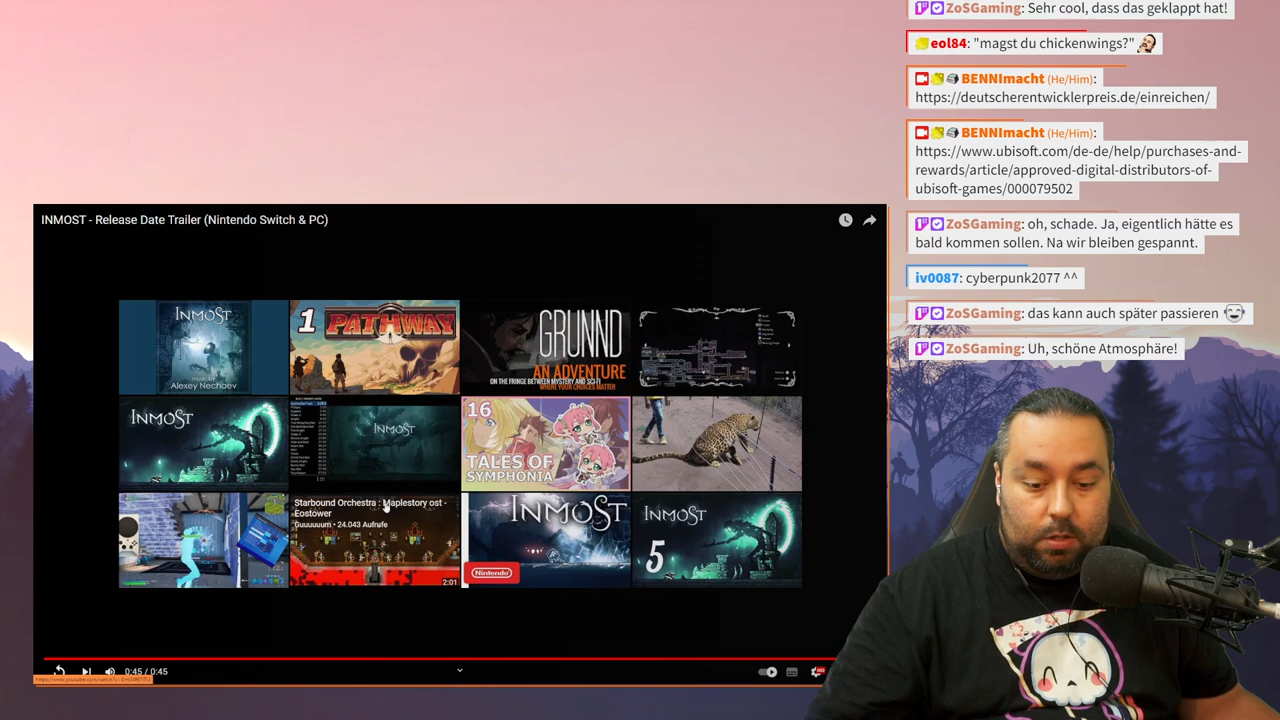 ZoSGaming: Sehr cool, dass das geklappt hat!
eol84: "magst du chickenwings?"
BENNImacht (He/Him):
https://deutscherentwicklerpreis.de/einreichen/
BENNImacht (He/Him):
https://www.ubisoft.com/de-de/help/purchases-and-
rewards/article/approved-digital-distributors-of-
ubisoft-games/000079502
ZoSGaming: oh, schade. Ja, eigentlich hätte es
bald kommen sollen. Na wir bleiben gespannt.
iv0087: cyberpunk2077 ^^
ZoSGaming: das kann auch später passieren
ZoSGaming: Uh, schöne Atmosphäre!
INMOST - Release Date Trailer (Nintendo Switch & PC)
INMOST
Alexey Nechaev
1 PATHWAY
GRUNND
AN ADVENTURE
ON THE FRINGE BETWEEN MYSTERY AND SCI-FI
WHERE YOUR CHOICES MATTER
INMOST
INMOST
16
TALES OF
SYMPHONIA
Starbound Orchestra : Maplestory ost -
Eostower
Guuuuuum • 24.043 Aufrufe
2:01
INMOST
Nintendo
INMOST
5
0:45 / 0:45